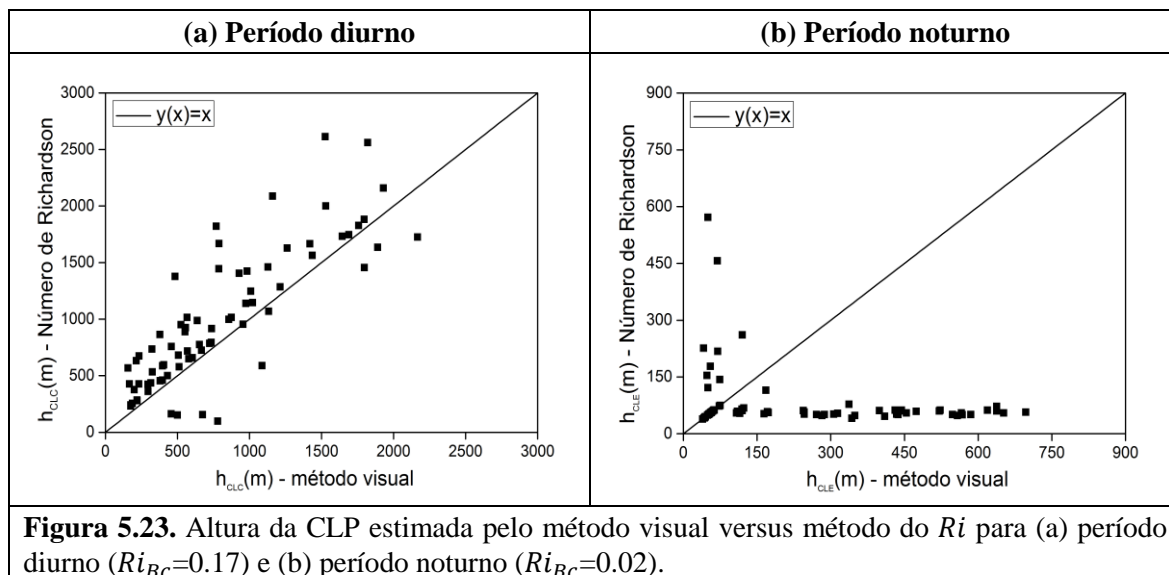 (a) Período diurno
(b) Período noturno
3000
2500
2000
1500
1000
500
0
y(x)=x
h_CLC(m) - Número de Richardson
0 500 1000 1500 2000 2500 3000
h_CLC(m) - método visual
900
750
600
450
300
150
0
y(x)=x
h_CLE(m) - Número de Richardson
0 150 300 450 600 750 900
h_CLE(m) - método visual
Figura 5.23. Altura da CLP estimada pelo método visual versus método do Ri para (a) período
diurno (Ri_Bc=0.17) e (b) período noturno (Ri_Bc=0.02).